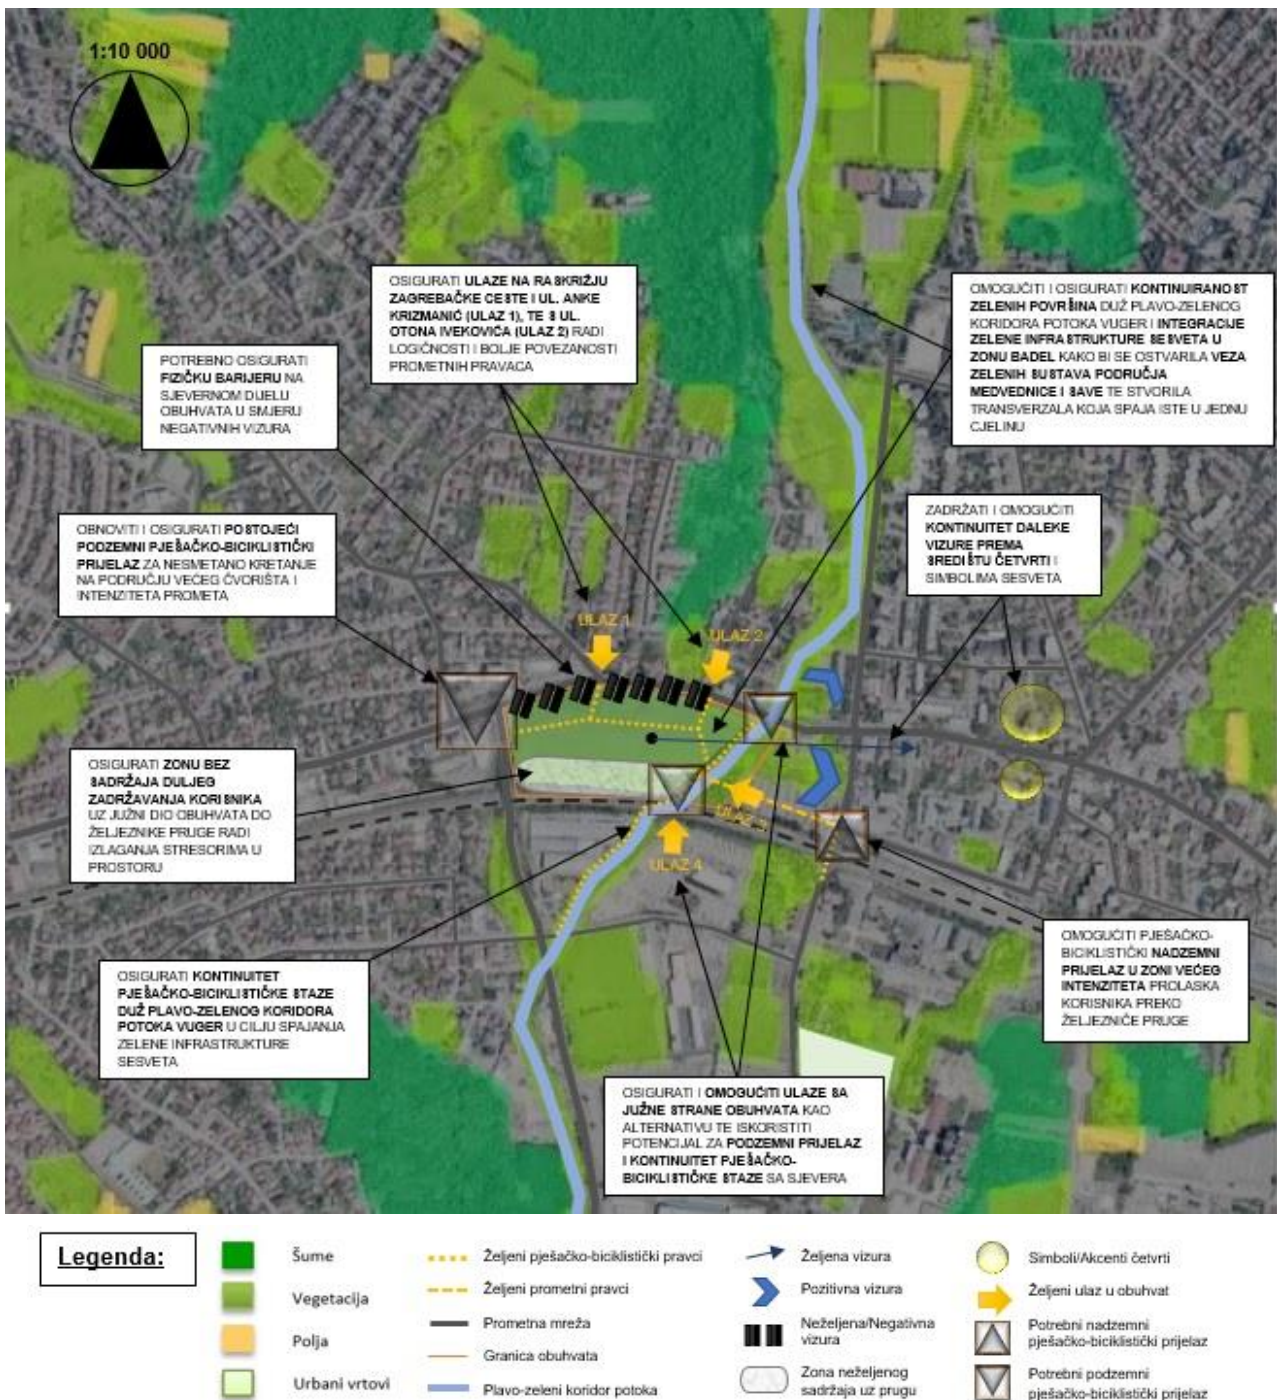 1:10 000
OSIGURATI ULAZE NA RASKRIŽJU
ZAGREBAČKE CESTE I UL. ANKE
KRIZMANIĆ (ULAZ 1), TE S UL.
OTONA IVEKOVIĆA (ULAZ 2) RADI
LOGIČNOSTI I BOLJE POVEZANOSTI
PROMETNIH PRAVACA
OMOGUĆITI I OSIGURATI KONTINUIRANOST
ZELENIH POVRŠINA DUŽ PLAVO-ZELENOG
KORIDORA POTOKA VUGER I INTEGRACIJE
ZELENE INFRASTRUKTURE SESVETA U
ZONU BADEL KAKO BI SE OSTVARILA VEZA
ZELENIH SUSTAVA PODRUČJA
MEDVEDNICE I SAVE TE STVORILA
TRANSVERZALA KOJA SPAJA ISTE U JEDNU
CJELINU
POTREBNO OSIGURATI
FIZIČKU BARIJERU NA
SJEVERNOM DIJELU
OBUHVATA U SMJERU
NEGATIVNIH VIZURA
ZADRŽATI I OMOGUĆITI
KONTINUITET DALEKE
VIZURE PREMA
SREDIŠTU ČETVRTI I
SIMBOLIMA SESVETA
OBNOVITI I OSIGURATI POSTOJEĆI
PODZEMNI PJEŠAČKO-BICIKLISTIČKI
PRIJELAZ ZA NESMETANO KRETANJE
NA PODRUČJU VEĆEG ČVORIŠTA I
INTENZITETA PROMETA
ULAZ 1
ULAZ 2
OSIGURATI ZONU BEZ
SADRŽAJA DULJEG
ZADRŽAVANJA KORISNIKA
UZ JUŽNI DIO OBUHVATA DO
ŽELJEZNIKE PRUGE RADI
IZLAGANJA STRESORIMA U
PROSTORU
ULAZ 3
ULAZ 4
OMOGUĆITI PJEŠAČKO-
BICIKLISTIČKI NADZEMNI
PRIJELAZ U ZONI VEĆEG
INTENZITETA PROLASKA
KORISNIKA PREKO
ŽELJEZNIČE PRUGE
OSIGURATI KONTINUITET
PJEŠAČKO-BICIKLISTIČKE STAZE
DUŽ PLAVO-ZELENOG KORIDORA
POTOKA VUGER U CILJU SPAJANJA
ZELENE INFRASTRUKTURE
SESVETA
OSIGURATI I OMOGUĆITI ULAZE SA
JUŽNE STRANE OBUHVATA KAO
ALTERNATIVU TE ISKORISTITI
POTENCIJAL ZA PODZEMNI PRIJELAZ
I KONTINUITET PJEŠAČKO-
BICIKLISTIČKE STAZE SA SJEVERA
Legenda:
Šume
Vegetacija
Polja
Urbani vrtovi
Željeni pješačko-biciklistički pravci
Željeni prometni pravci
Prometna mreža
Granica obuhvata
Plavo-zeleni koridor potoka
Željena vizura
Pozitivna vizura
Neželjena/Negativna
vizura
Zona neželjenog
sadržaja uz prugu
Simboli/Akcenti četvrti
Željeni ulaz u obuhvat
Potrebni nadzemni
pješačko-biciklistički prijelaz
Potrebni podzemni
pješačko-biciklistički prijelaz